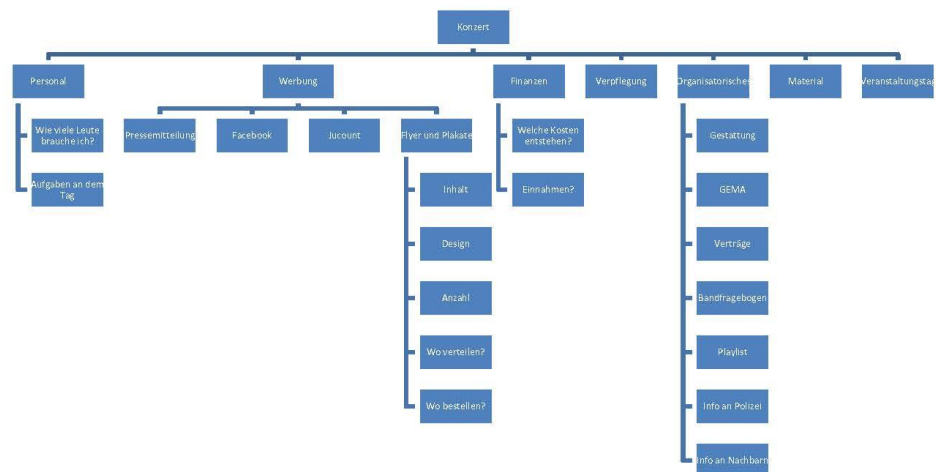 Konzert
Personal
Werbung
Finanzen
Verpflegung
Organisatorisches
Material
Veranstaltungstag
Wie viele Leute
brauche ich?
Pressemitteilung
Facebook
Jucount
Flyer und Plakate
Welche Kosten
entstehen?
Gestattung
Aufgaben an dem
Tag
Inhalt
Einnahmen?
GEMA
Design
Verträge
Anzahl
Bandfragebogen
Wo verteilen?
Playlist
Wo bestellen?
Info an Polizei
Info an Nachbarn